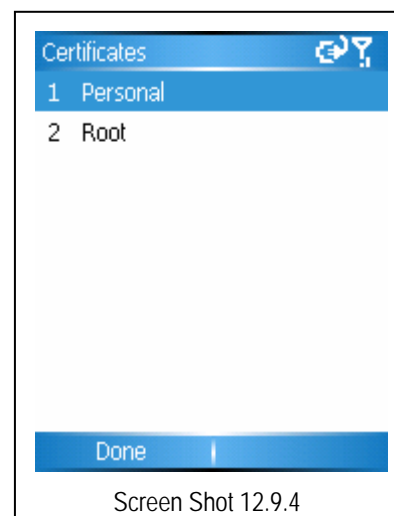 Certificates
1 Personal
2 Root
Done
Screen Shot 12.9.4